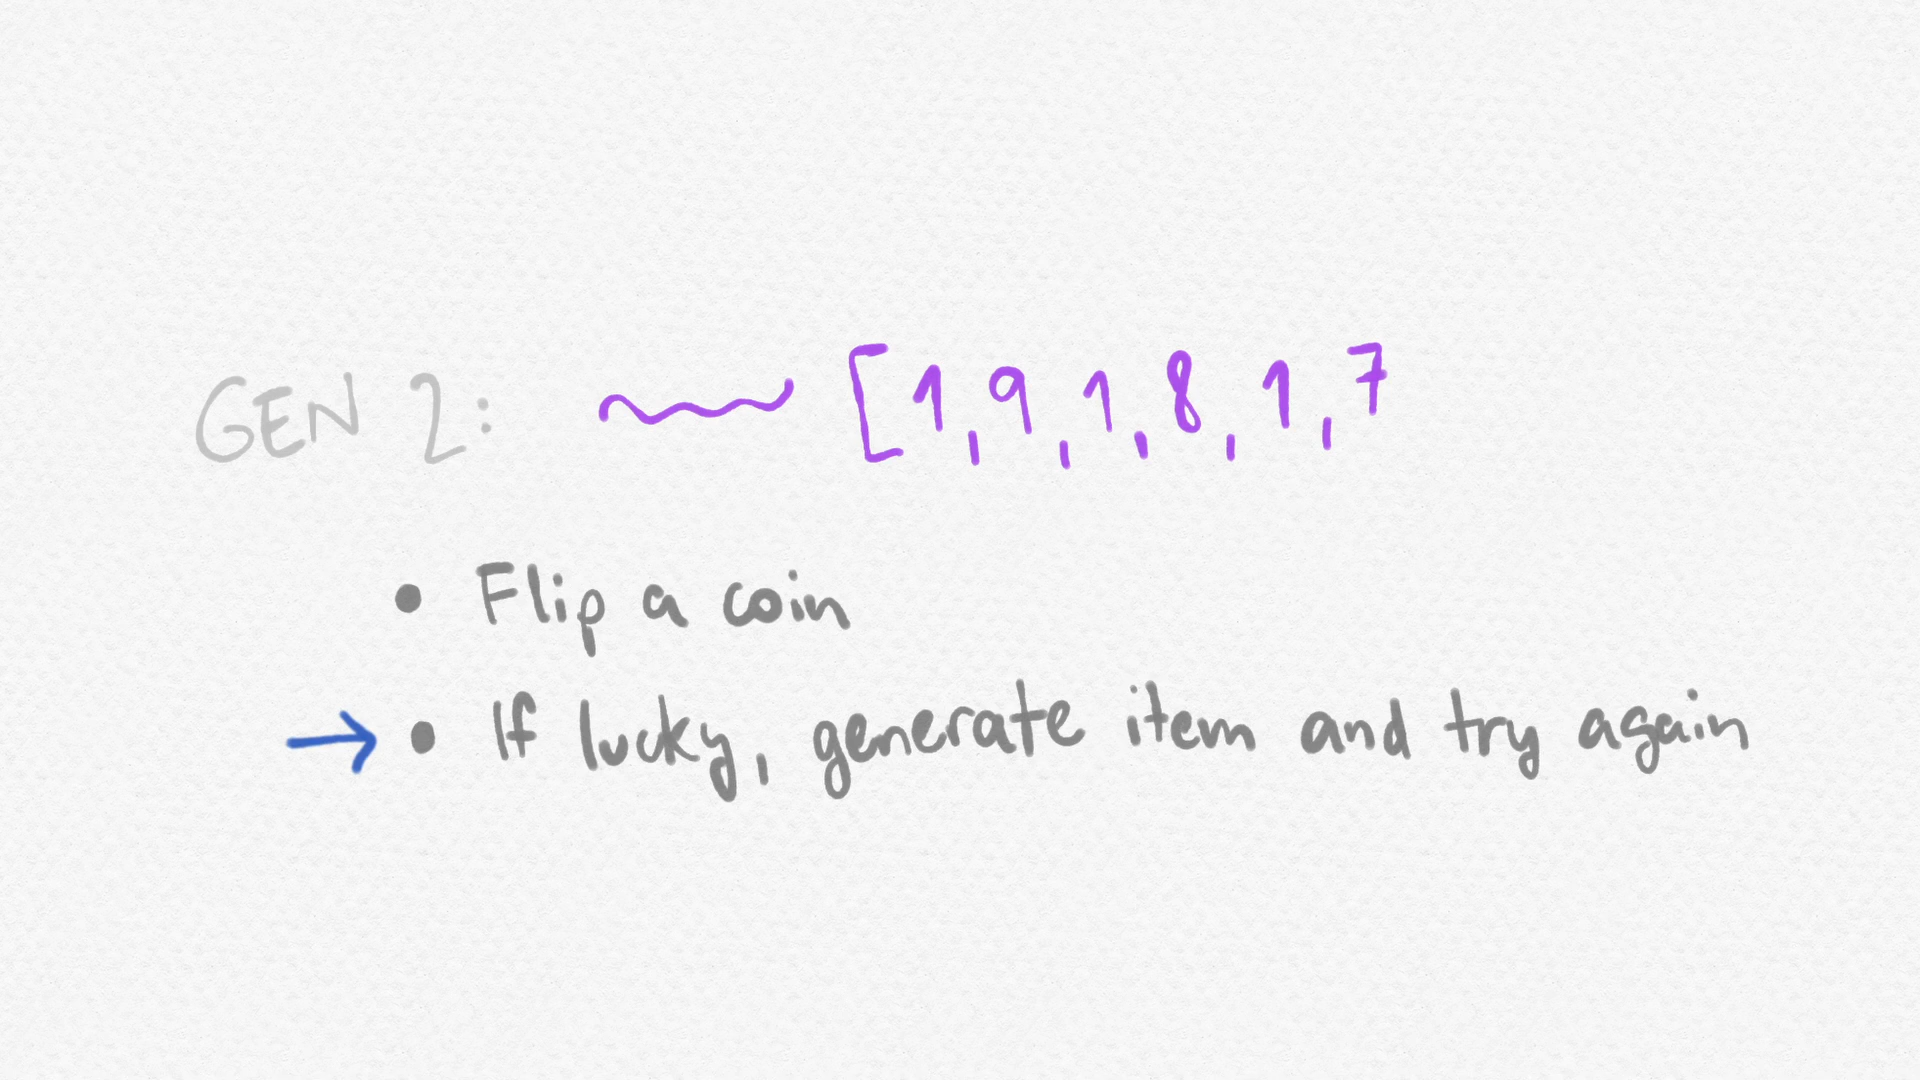 GEN 2: [1,9,1,8,1,7
• Flip a coin
→ • If lucky, generate item and try again